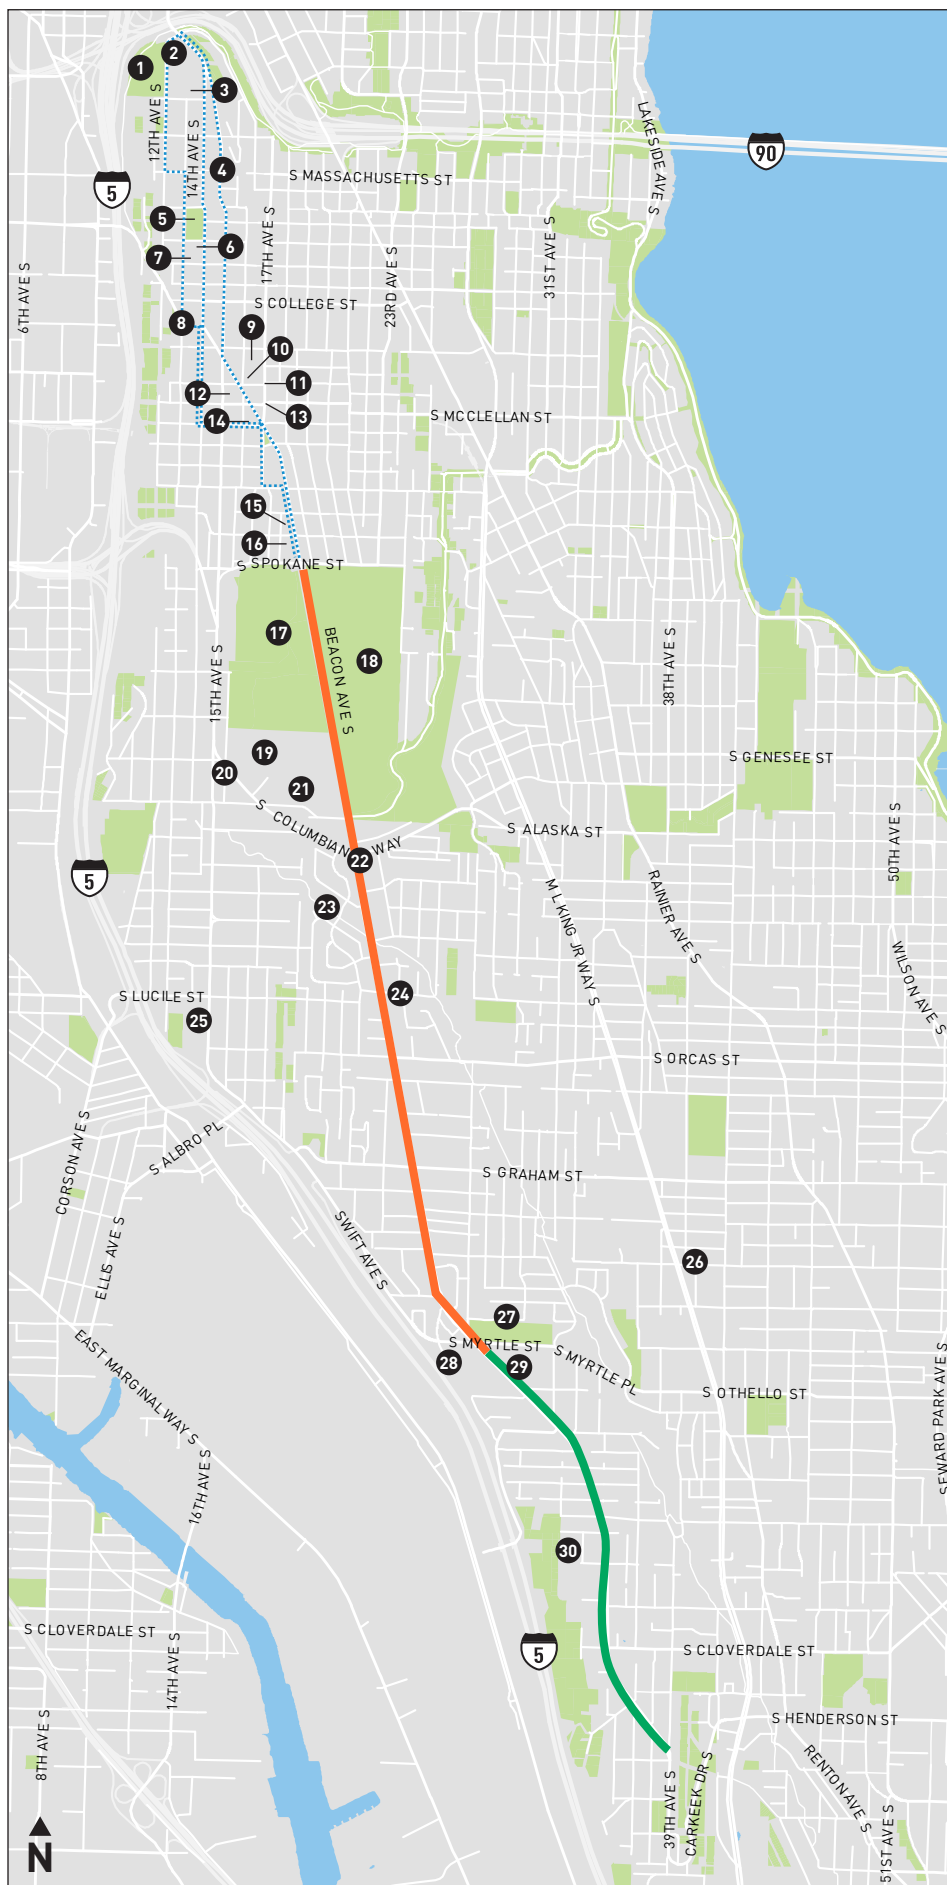 2
1
3
12TH AVE S
14TH AVE S
LAKESIDE AVE S
90
4
S MASSACHUSETTS ST
5
5
17TH AVE S
31ST AVE S
6
7
23RD AVE S
6TH AVE S
S COLLEGE ST
8
9
10
11
12
13
14
S MCCLELLAN ST
15
16
S SPOKANE ST
17
BEACON AVE S
18
15TH AVE S
38TH AVE S
19
20
21
S GENESEE ST
S COLUMBIAN WAY
S ALASKA ST
22
50TH AVE S
5
23
M L KING JR WAY S
RAINIER AVE S
WILSON AVE S
24
S LUCILE ST
25
S ORCAS ST
CORSON AVE S
S ALBRO PL
S GRAHAM ST
ELLIS AVE S
SWIFT AVE S
26
27
S MYRTLE ST
28
29
S MYRTLE PL
EAST MARGINAL WAY S
S OTHELLO ST
SEWARD PARK AVE S
16TH AVE S
30
S CLOVERDALE ST
5
S CLOVERDALE ST
14TH AVE S
S HENDERSON ST
8TH AVE S
39TH AVE S
CARKEEK DR S
RENTON AVE S
51ST AVE S
N